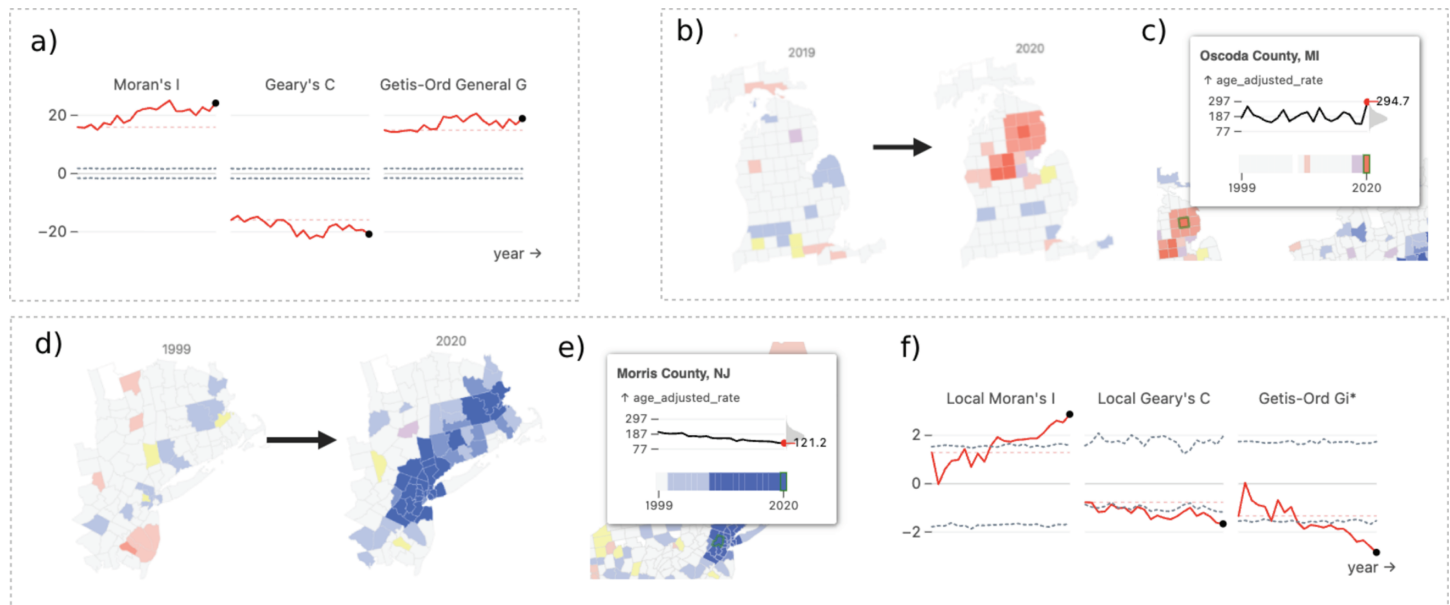 a)
Moran's I
Geary's C
Getis-Ord General G
20
0
−20
year →
b)
2019
2020
c)
Oscoda County, MI
↑ age_adjusted_rate
297
187
77
294.7
1999
2020
d)
1999
2020
e)
Morris County, NJ
↑ age_adjusted_rate
297
187
77
121.2
1999
2020
f)
Local Moran's I
Local Geary's C
Getis-Ord Gi*
2
0
−2
year →